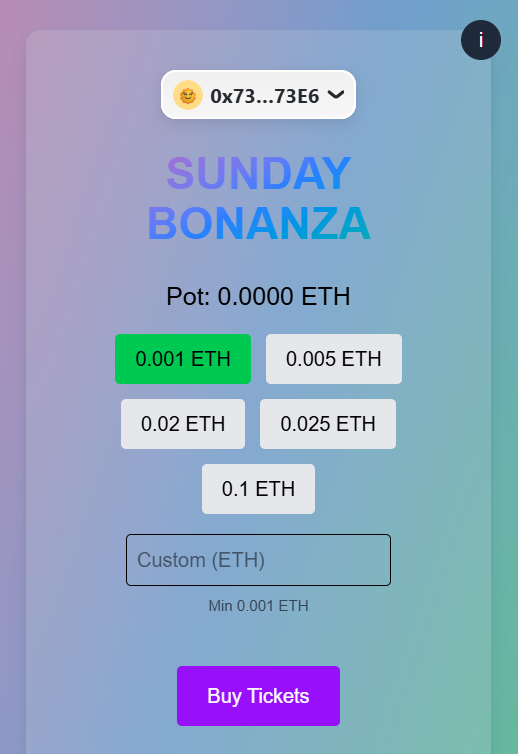 i
0x73...73E6
SUNDAY
BONANZA
Pot: 0.0000 ETH
0.001 ETH
0.005 ETH
0.02 ETH
0.025 ETH
0.1 ETH
Custom (ETH)
Min 0.001 ETH
Buy Tickets